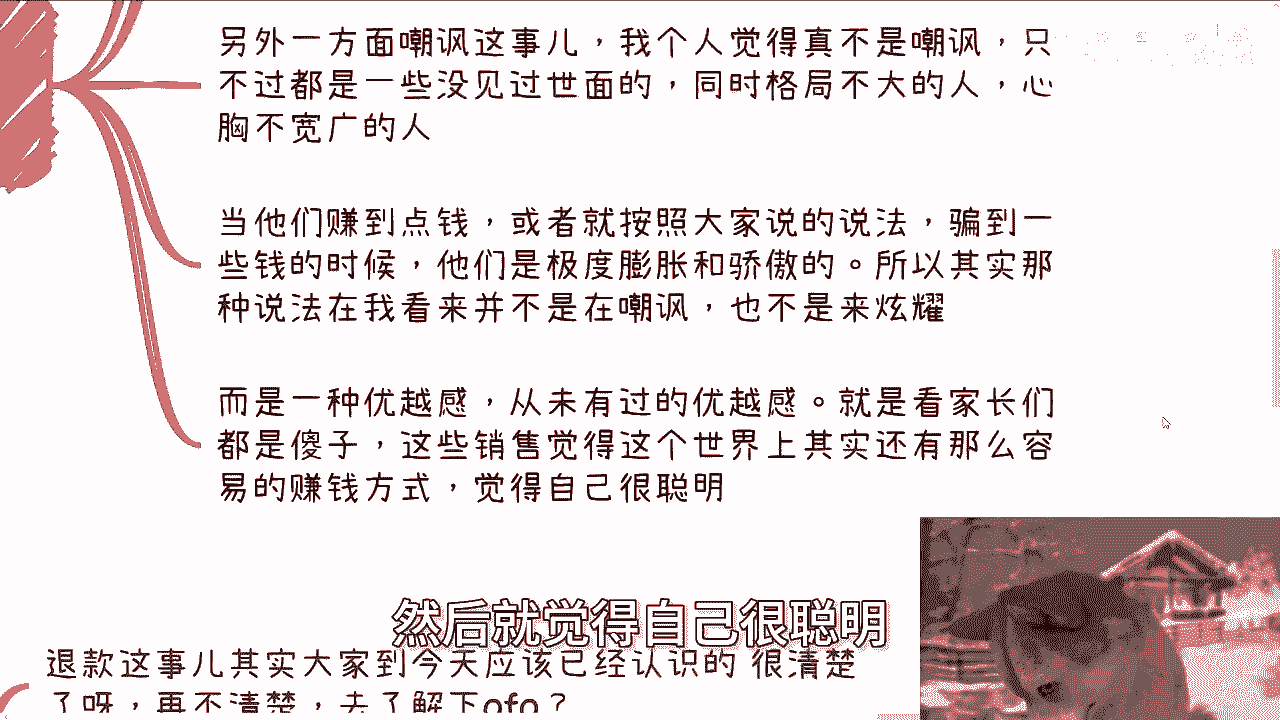 另外一方面嘲讽这事儿，我个人觉得真不是嘲讽，只
不过都是一些没见过世面的，同时格局不大的人，心
胸不宽广的人
当他们赚到点钱，或者就按照大家说的说法，骗到一
些钱的时候，他们是极度膨胀和骄傲的。所以其实那
种说法在我看来并不是在嘲讽，也不是来炫耀
而是一种优越感，从未有过的优越感。就是看家长们
都是傻子，这些销售觉得这个世界上其实还有那么容
易的赚钱方式，觉得自己很聪明
然后就觉得自己很聪明
退款这事儿其实大家到今天应该已经认识的 很清楚
了呀，再不清楚，去了解下ofo？